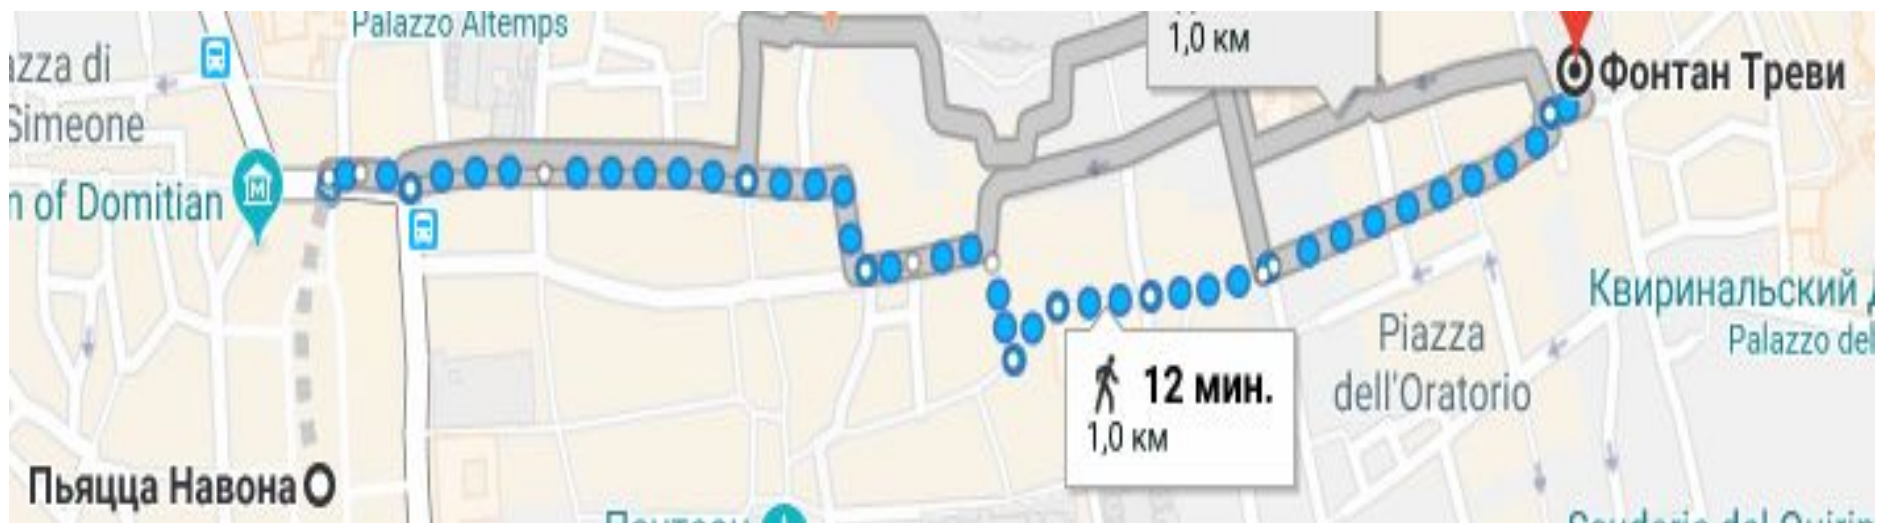 Palazzo Altemps
1,0 км
Фонтан Треви
azza di
Simeone
n of Domitian
Квиринальский
Palazzo del
Piazza
dell'Oratorio
12 мин.
1,0 км
Пьяцца Навона